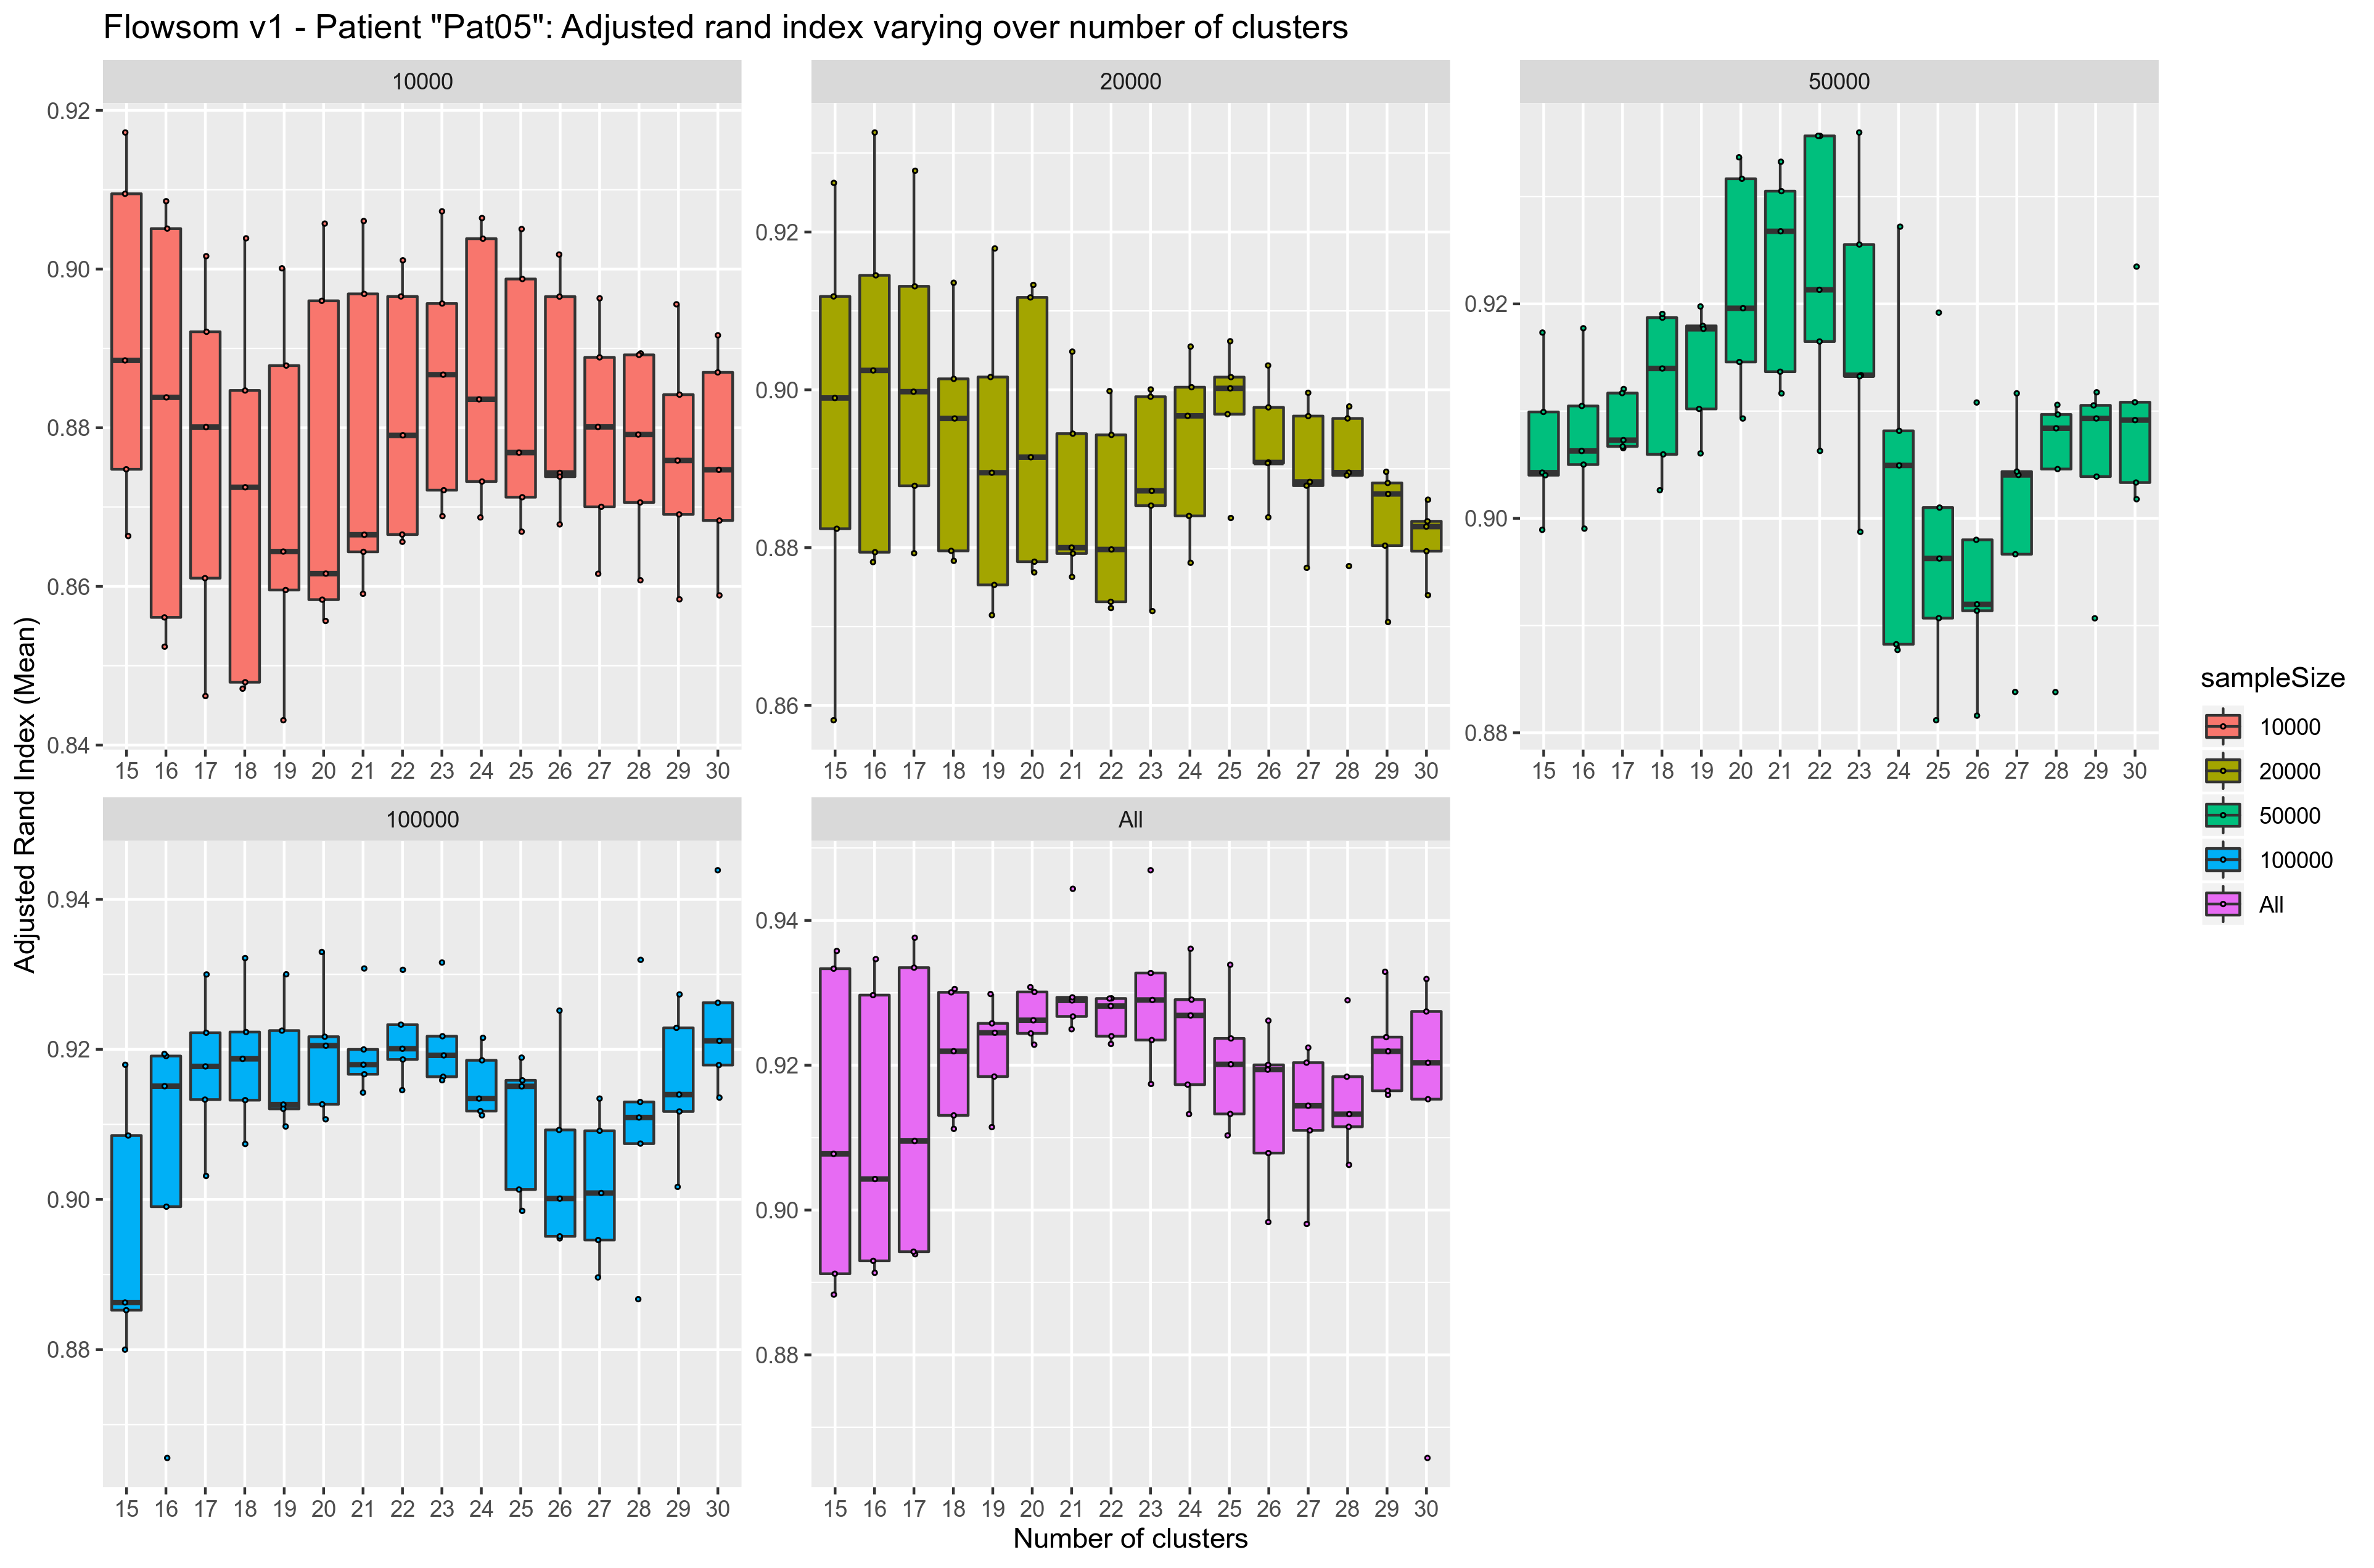 Flowsom v1 - Patient "Pat05": Adjusted rand index varying over number of clusters
10000
20000
50000
0.92
0.90
0.88
0.86
0.84
0.92
0.90
0.88
0.86
0.92
0.90
0.88
15 16 17 18 19 20 21 22 23 24 25 26 27 28 29 30
15 16 17 18 19 20 21 22 23 24 25 26 27 28 29 30
15 16 17 18 19 20 21 22 23 24 25 26 27 28 29 30
100000
All
0.94
0.92
0.90
0.88
0.94
0.92
0.90
0.88
15 16 17 18 19 20 21 22 23 24 25 26 27 28 29 30
15 16 17 18 19 20 21 22 23 24 25 26 27 28 29 30
Adjusted Rand Index (Mean)
Number of clusters
sampleSize
10000
20000
50000
100000
All